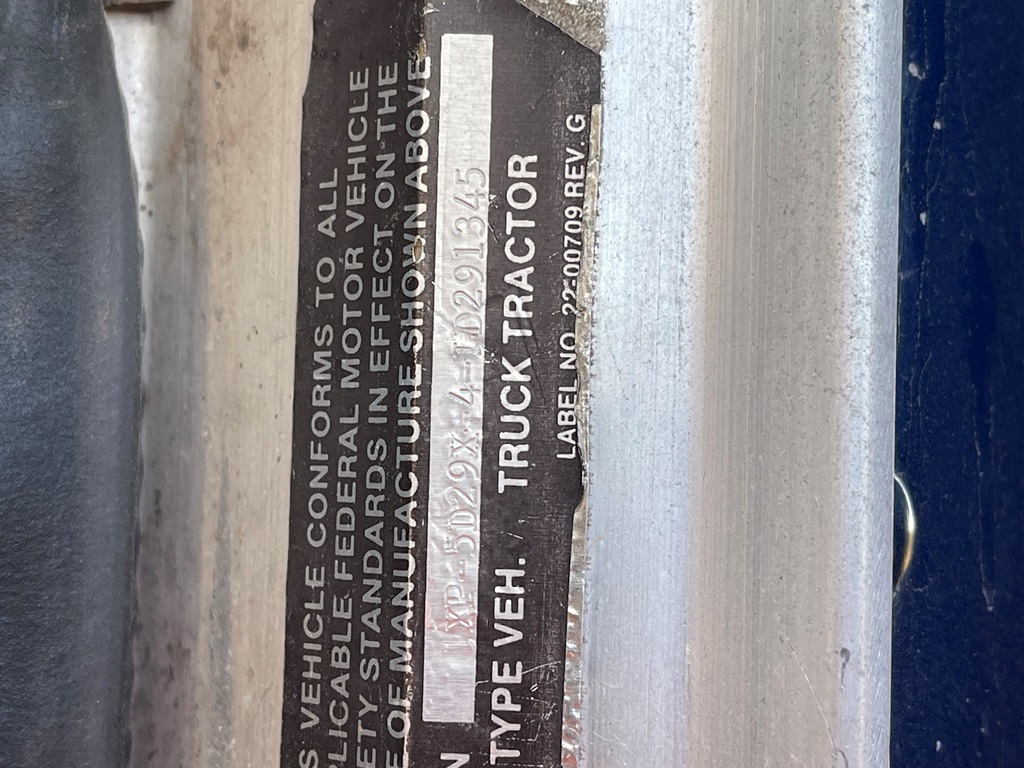 S VEHICLE CONFORMS TO ALL
PLICABLE FEDERAL MOTOR VEHICLE
ETY STANDARDS IN EFFECT ON THE
E OF MANUFACTURE SHOWN ABOVE
N 1XP-5D29X-4-LD291345
TYPE VEH. TRUCK TRACTOR
LABEL NO. 22-00709 REV. G